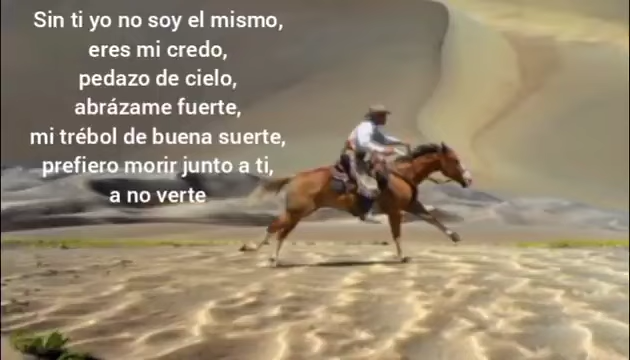 Sin ti yo no soy el mismo,
eres mi credo,
pedazo de cielo,
abrázame fuerte,
mi trébol de buena suerte,
prefiero morir junto a ti,
a no verte